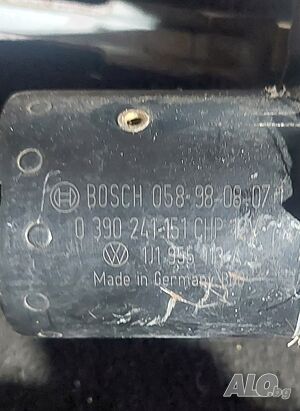 BOSCH 058-98-08-07
0 390 241-151 CHP 12V
1J1 955 113
Made in Germany
ALO.bg